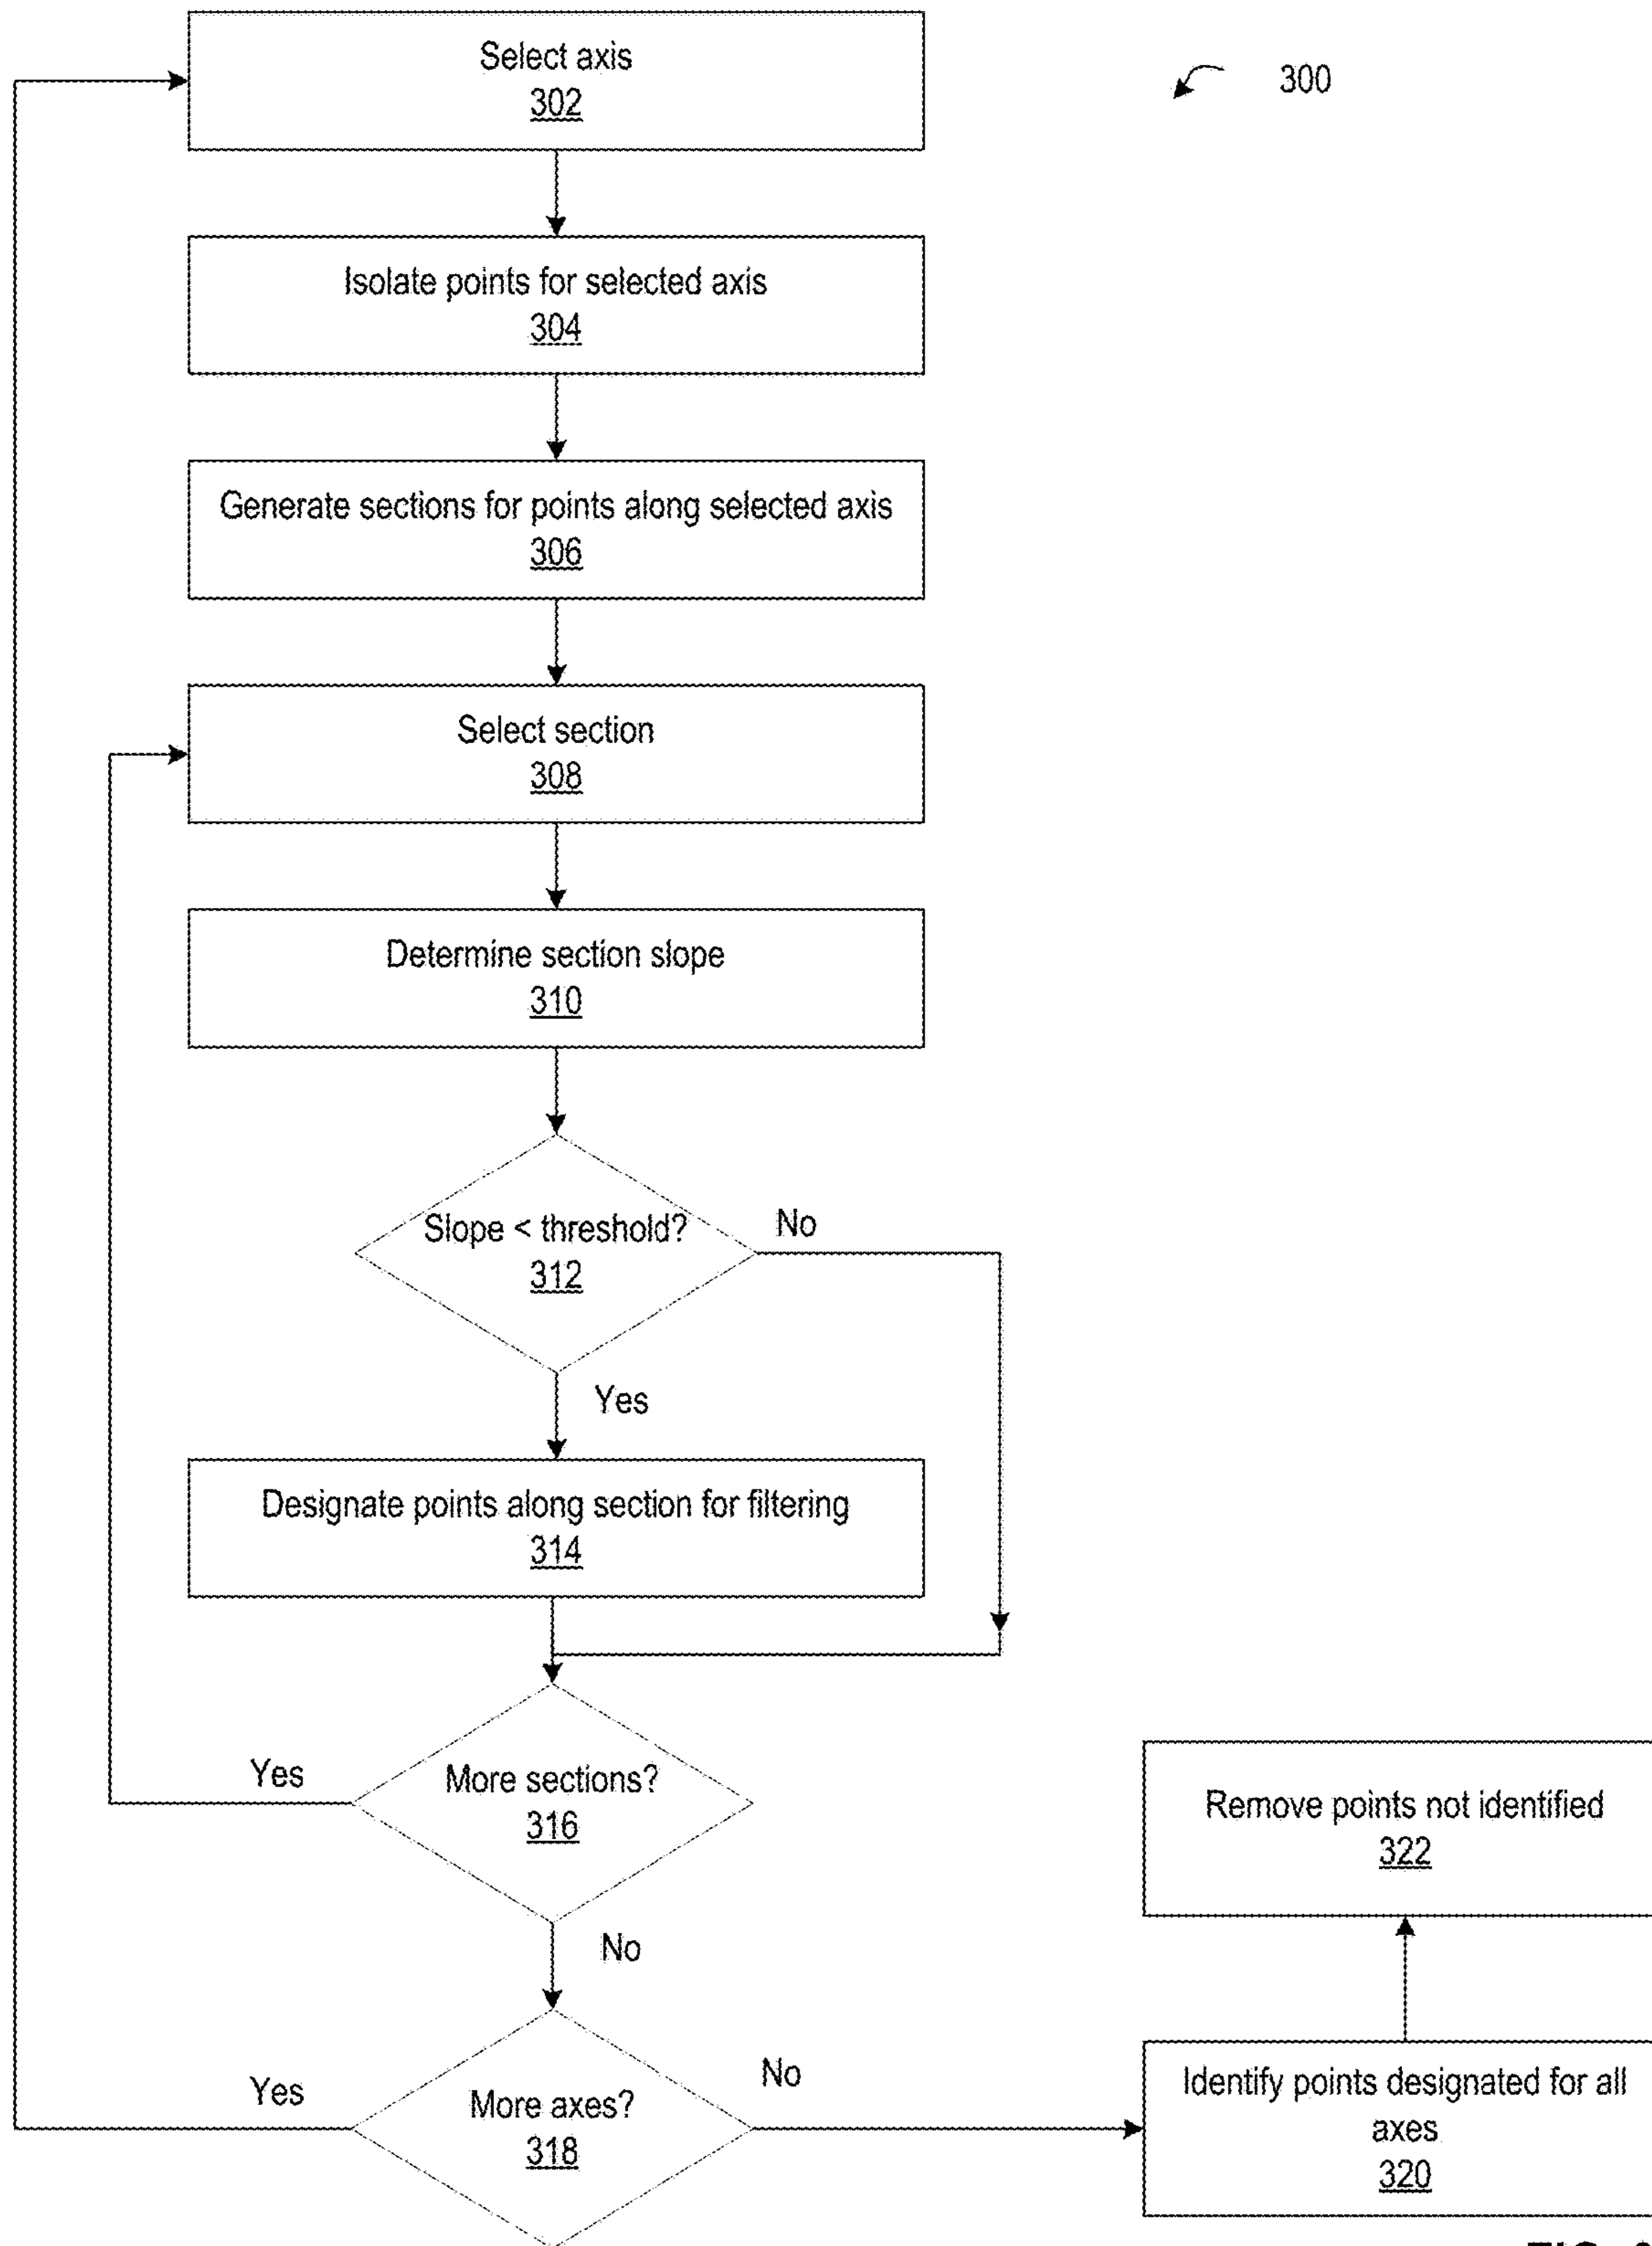 Select axis
302
300
Isolate points for selected axis
304
Generate sections for points along selected axis
306
Select section
308
Determine section slope
310
Slope < threshold?
312
No
Yes
Designate points along section for filtering
314
More sections?
316
Yes
No
Remove points not identified
322
More axes?
318
Yes
No
Identify points designated for all
axes
320